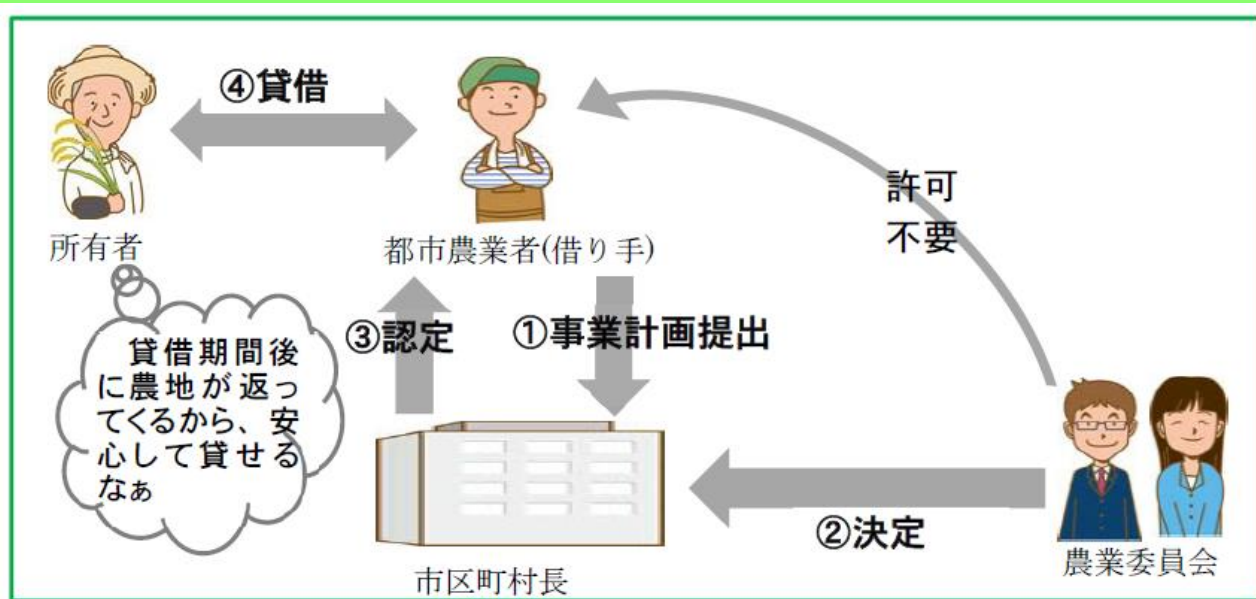 ④貸借
所有者
都市農業者(借り手)
許可
不要
③認定
①事業計画提出
貸借期間後
に農地が返っ
てくるから、安
心して貸せる
なぁ
②決定
市区町村長
農業委員会